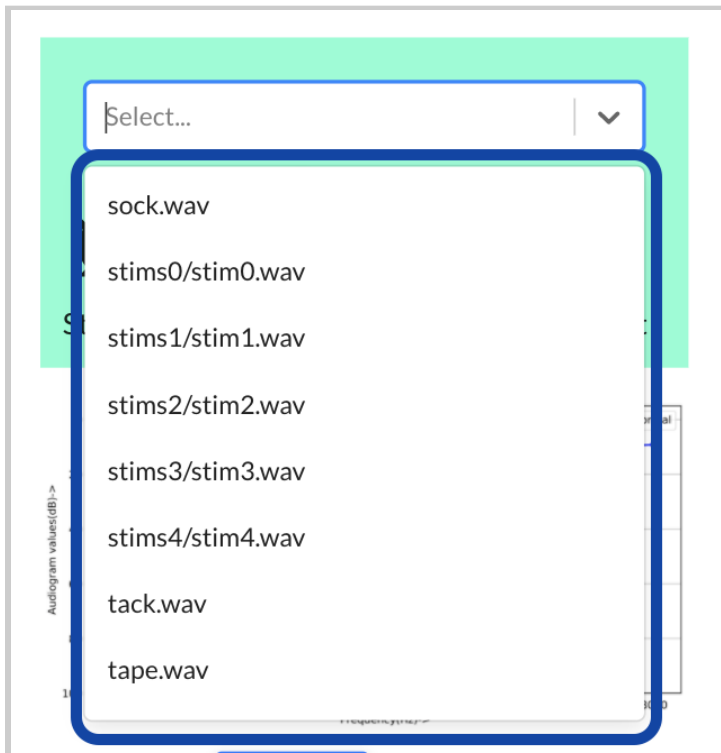 Select...
sock.wav
stims0/stim0.wav
stims1/stim1.wav
stims2/stim2.wav
stims3/stim3.wav
stims4/stim4.wav
tack.wav
tape.wav
Audiogram values(dB)->